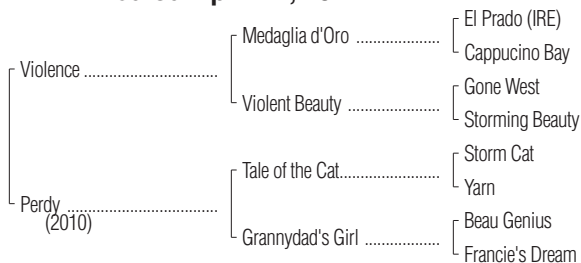 El Prado (IRE)
Medaglia d'Oro ....................
Cappucino Bay
Violence ................................
Gone West
Violent Beauty ......................
Storming Beauty
Storm Cat
Tale of the Cat.......................
Yarn
Perdy ....................................
(2010)
Beau Genius
Grannydad's Girl ..................
Francie's Dream